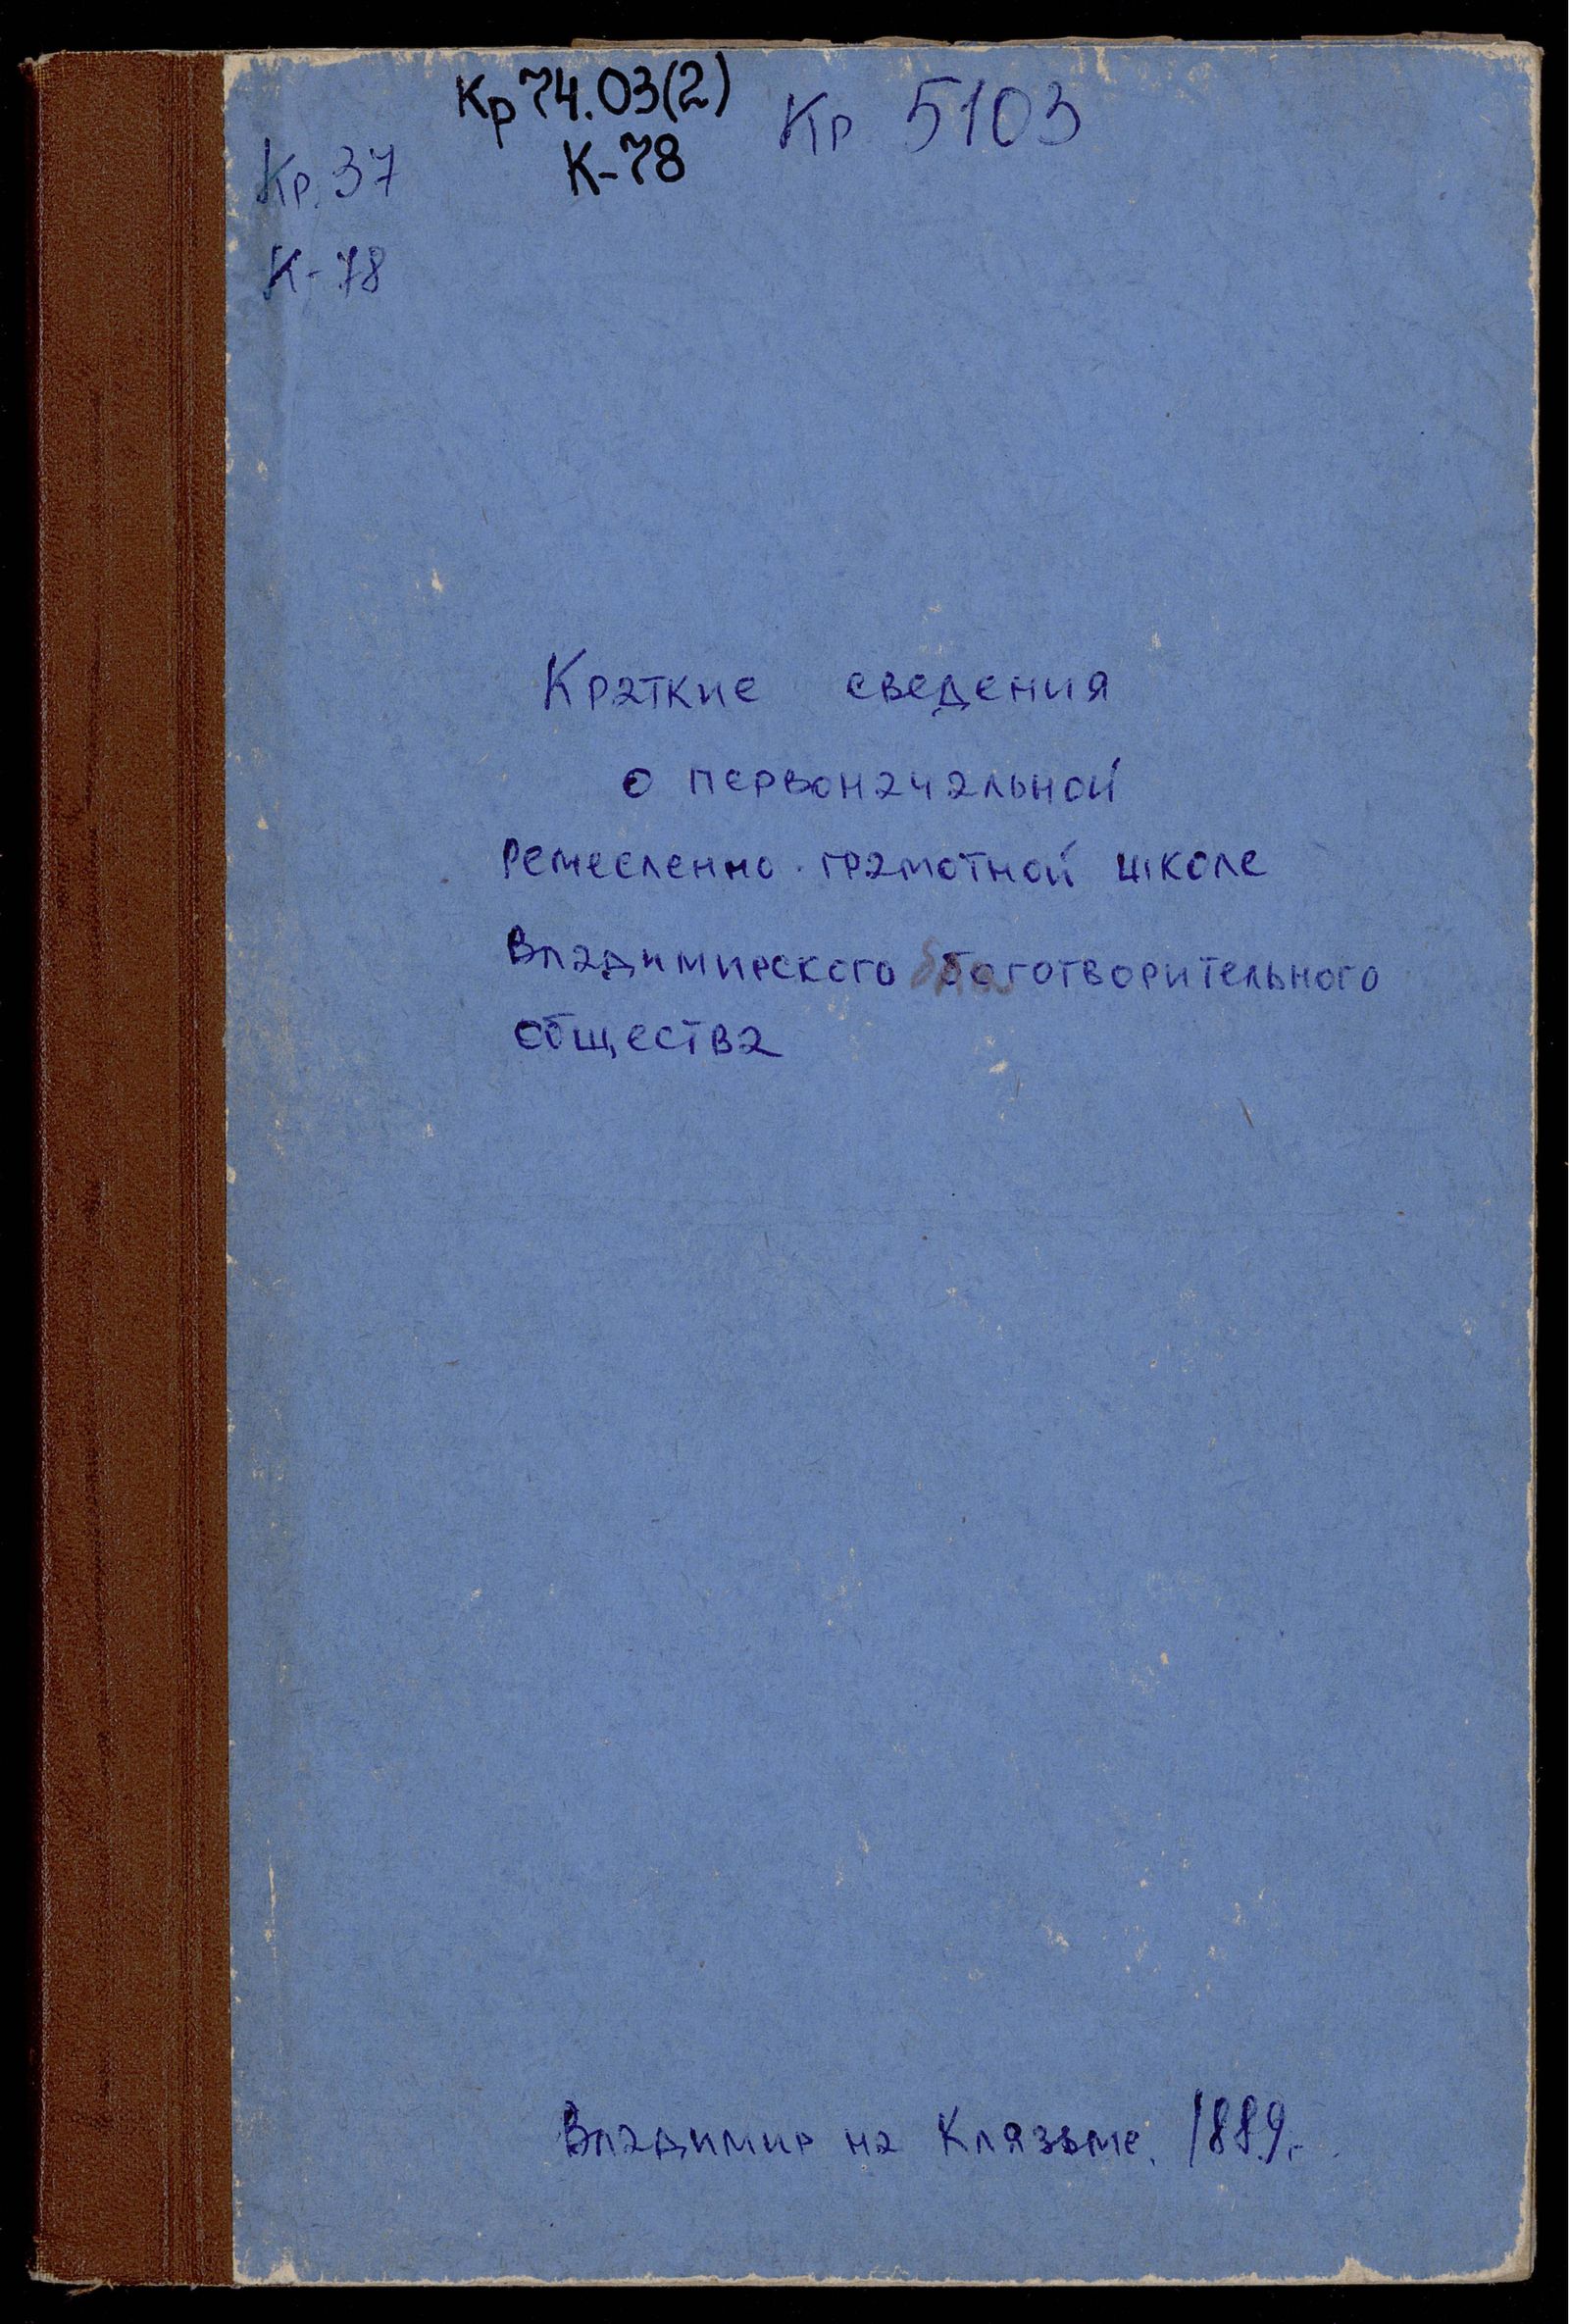 Кр 74.03(2)
К-78
Кр 5103
Кр. 37
К-78
Краткие сведения
о первоначальной
Ремесленно-грамотной школе
Владимирского боготворительного
общества
Владимир на Клязьме. 1889.